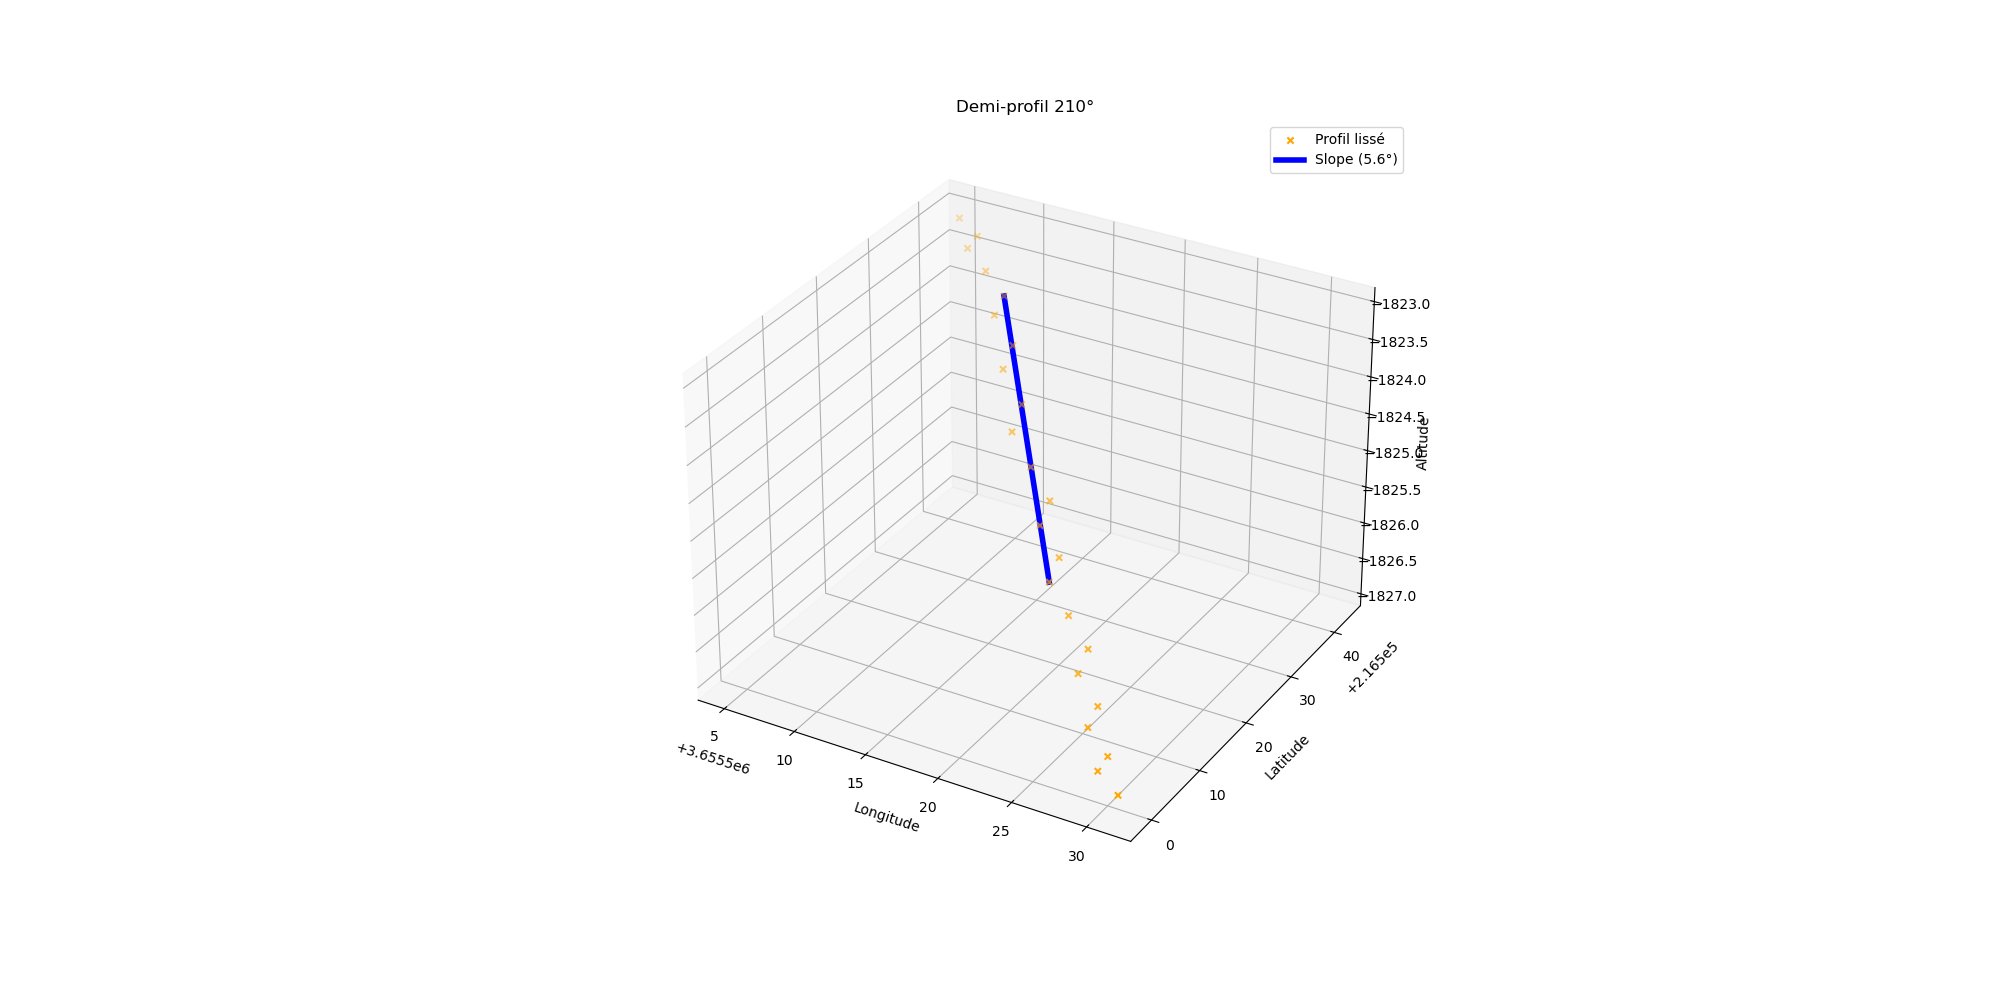 Demi-profil 210°
Profil lissé
Slope (5.6°)
−1823.0
−1823.5
−1824.0
−1824.5
−1825.0
−1825.5
−1826.0
−1826.5
−1827.0
Altitude
40
30
20
10
0
+2.165e5
Latitude
5
10
15
20
25
30
+3.6555e6
Longitude